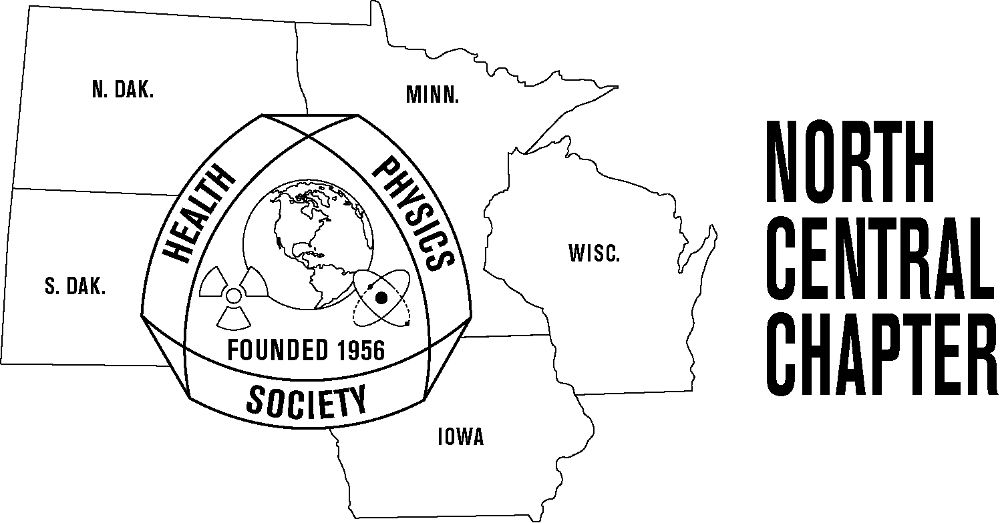 N. DAK.
MINN.
S. DAK.
WISC.
IOWA
HEALTH
PHYSICS
SOCIETY
FOUNDED 1956
NORTH
CENTRAL
CHAPTER